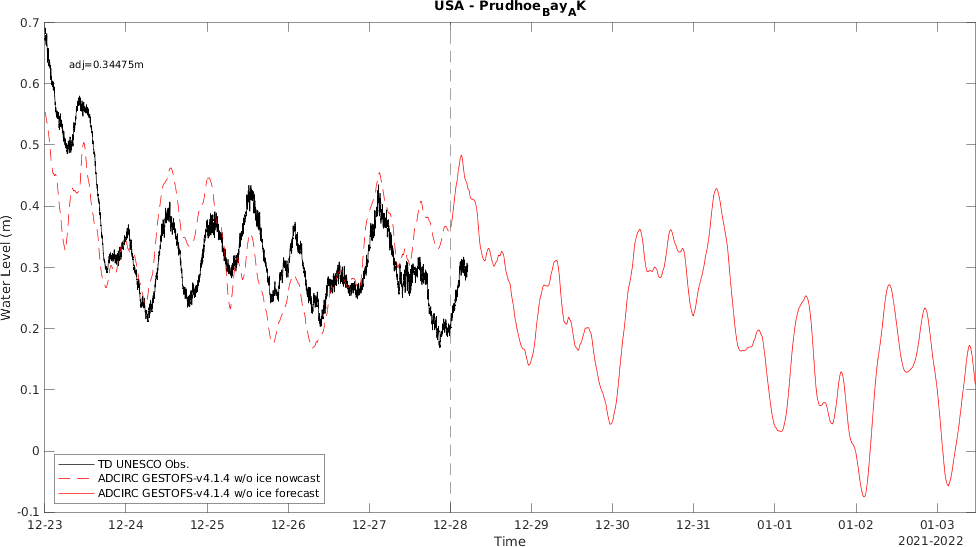 USA - Prudhoe_Bay_AK
adj=0.34475m
0.7
0.6
0.5
0.4
0.3
0.2
0.1
0
-0.1
Water Level (m)
TD UNESCO Obs.
ADCIRC GESTOFS-v4.1.4 w/o ice nowcast
ADCIRC GESTOFS-v4.1.4 w/o ice forecast
12-23 12-24 12-25 12-26 12-27 12-28 12-29 12-30 12-31 01-01 01-02 01-03
Time
2021-2022